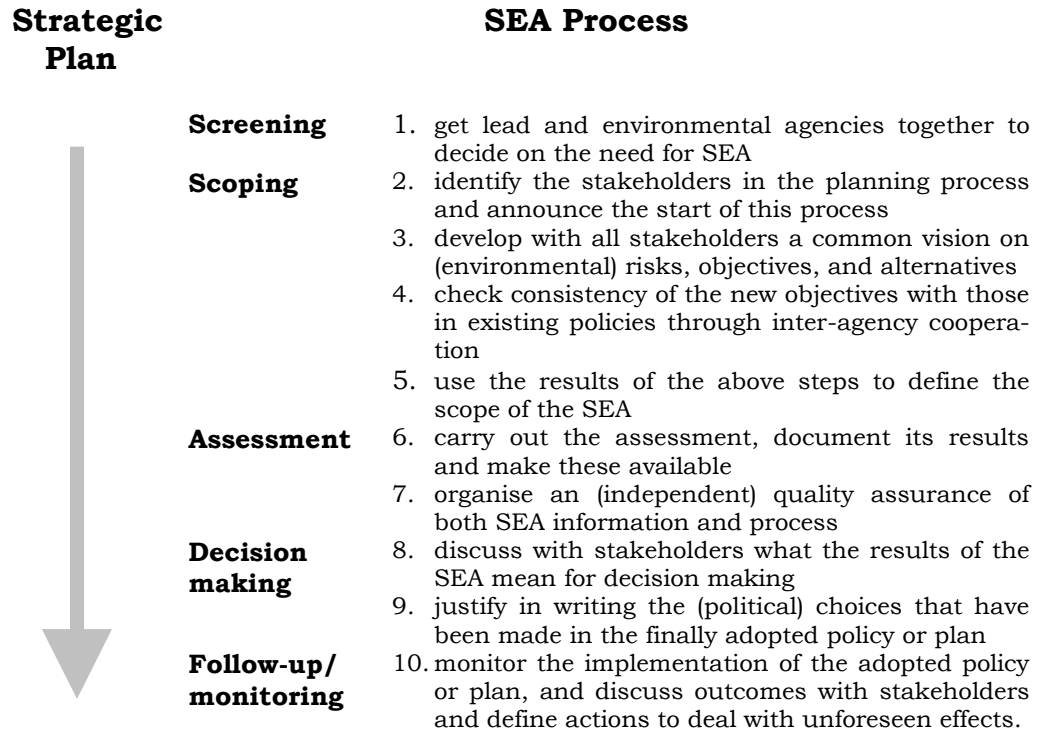 Strategic Plan
SEA Process
Screening
1. get lead and environmental agencies together to
decide on the need for SEA
Scoping
2. identify the stakeholders in the planning process
and announce the start of this process
3. develop with all stakeholders a common vision on
(environmental) risks, objectives, and alternatives
4. check consistency of the new objectives with those
in existing policies through inter-agency coopera-
tion
5. use the results of the above steps to define the
scope of the SEA
Assessment
6. carry out the assessment, document its results
and make these available
7. organise an (independent) quality assurance of
both SEA information and process
Decision
making
8. discuss with stakeholders what the results of the
SEA mean for decision making
9. justify in writing the (political) choices that have
been made in the finally adopted policy or plan
Follow-up/
monitoring
10. monitor the implementation of the adopted policy
or plan, and discuss outcomes with stakeholders
and define actions to deal with unforeseen effects.